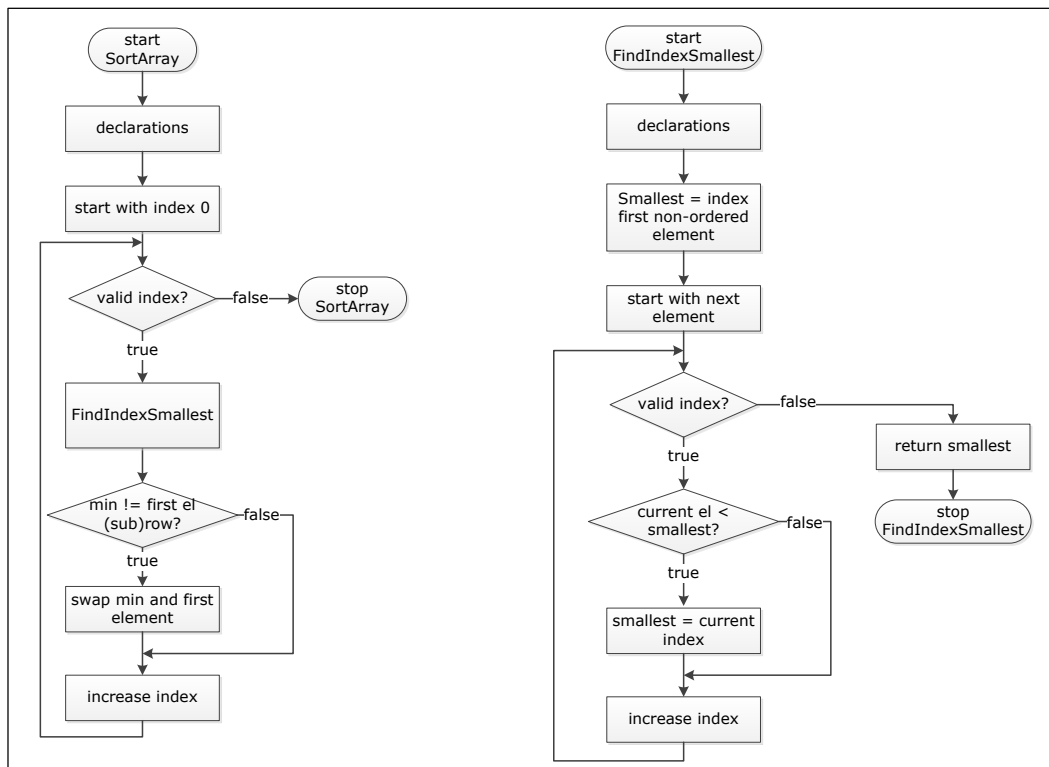 start
SortArray
declarations
start with index 0
valid index?
false
stop
SortArray
true
FindIndexSmallest
min != first el
(sub)row?
false
true
swap min and first
element
increase index
start
FindIndexSmallest
declarations
Smallest = index
first non-ordered
element
start with next
element
valid index?
false
return smallest
stop
FindIndexSmallest
true
current el <
smallest?
false
true
smallest = current
index
increase index